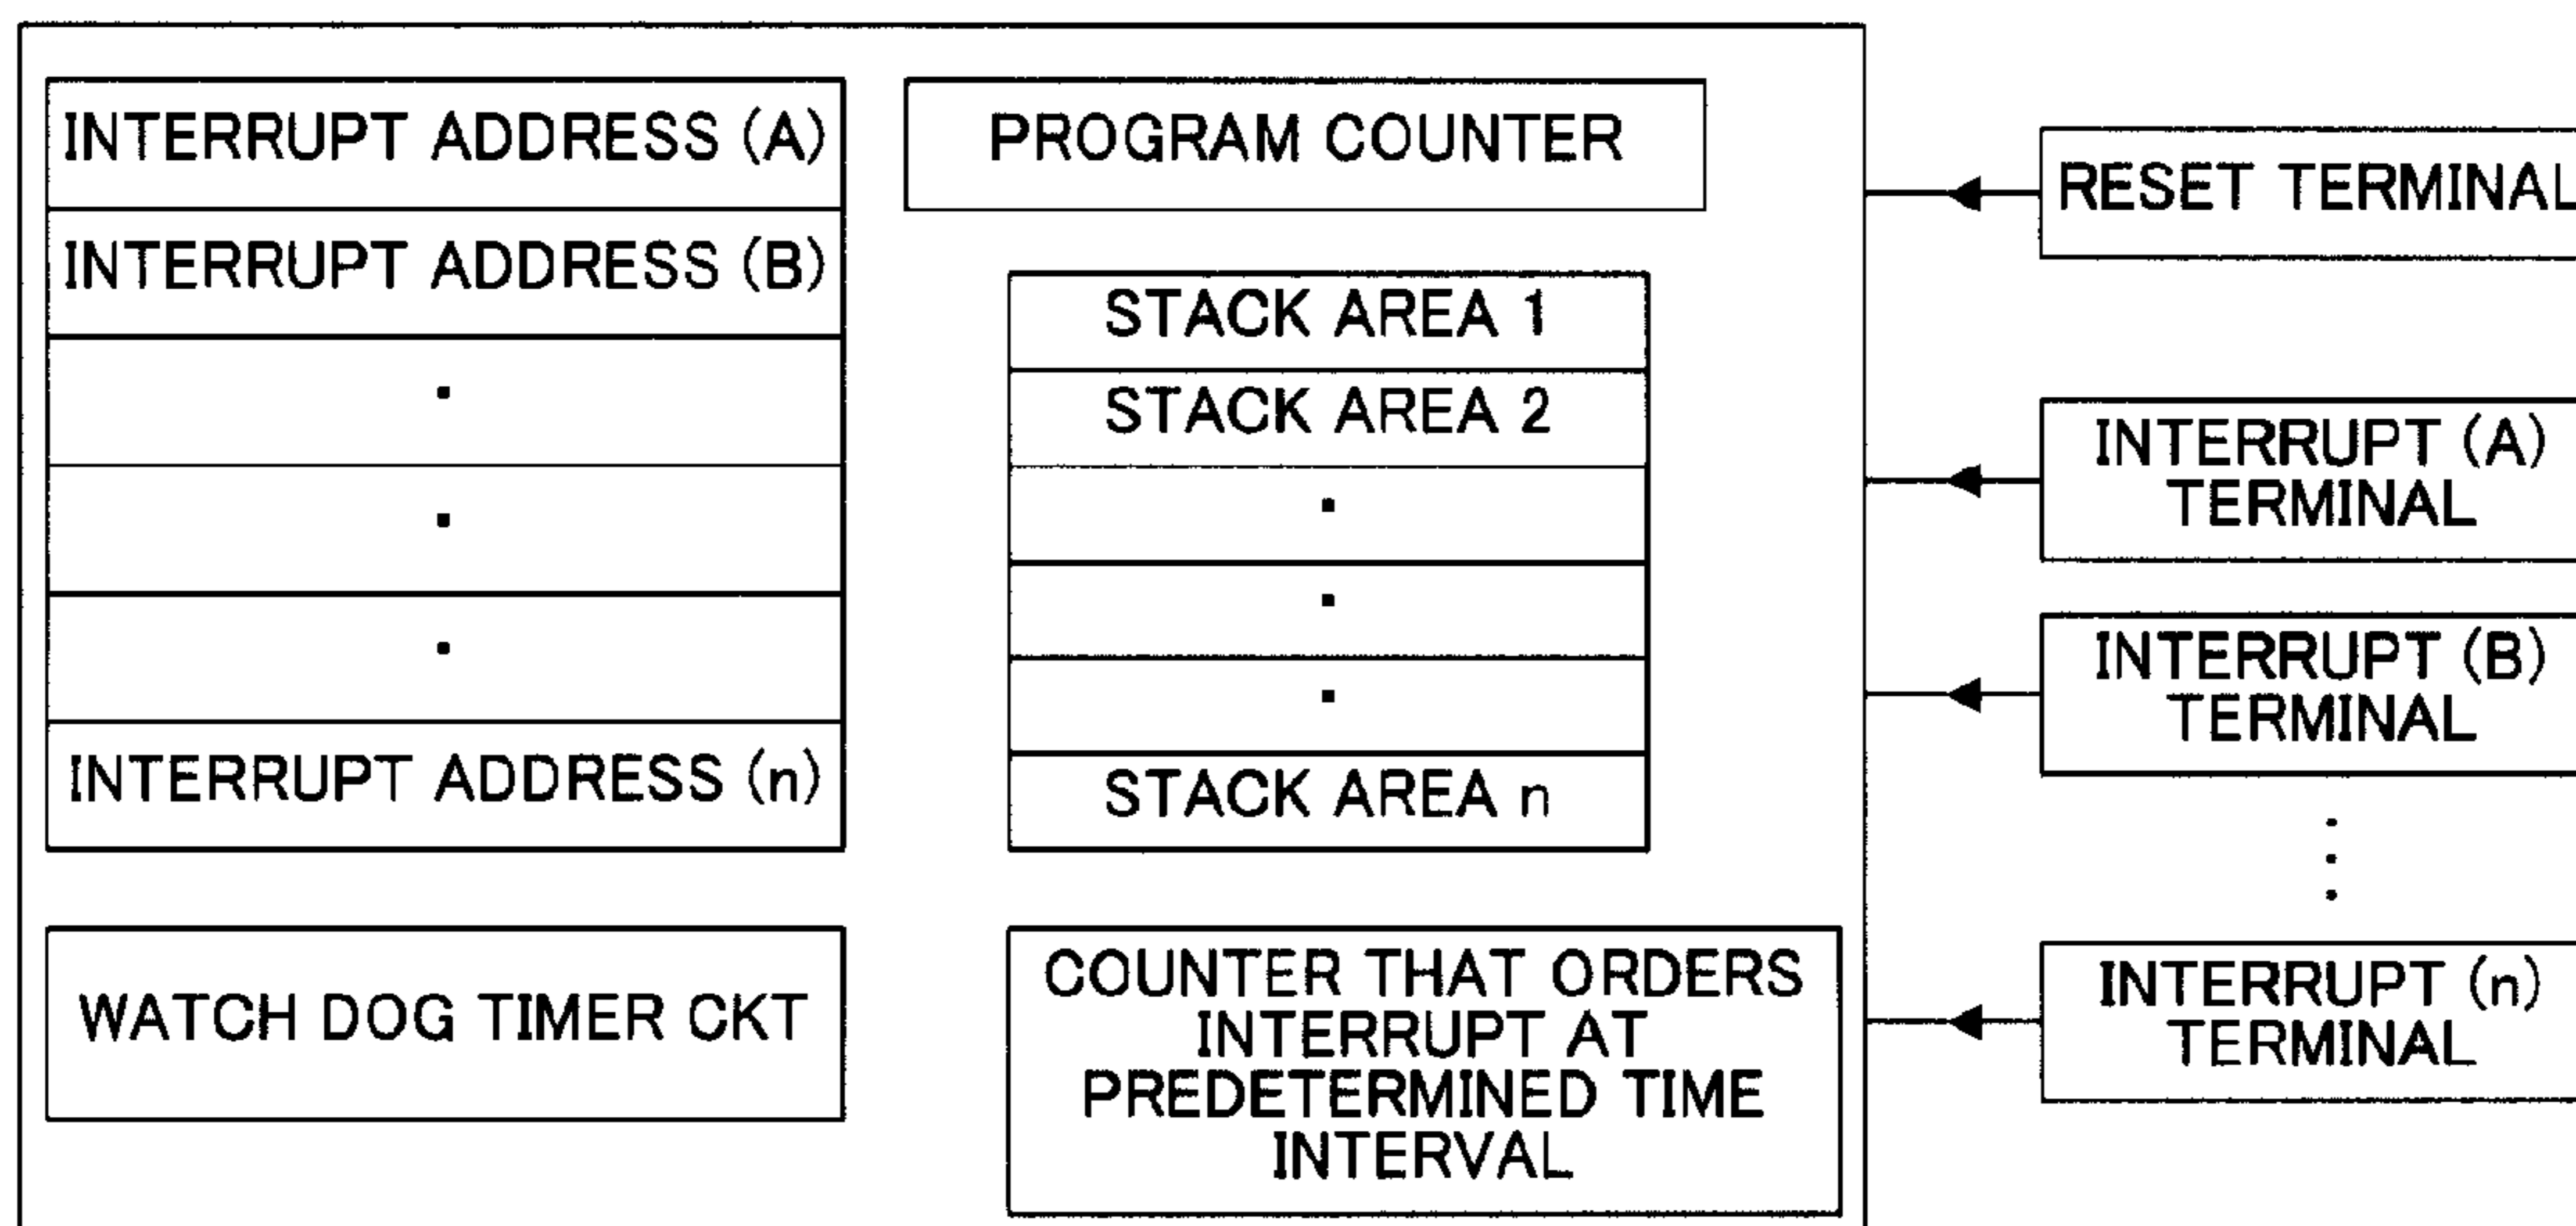 INTERRUPT ADDRESS (A)
INTERRUPT ADDRESS (B)
.
.
.
INTERRUPT ADDRESS (n)
WATCH DOG TIMER CKT
PROGRAM COUNTER
STACK AREA 1
STACK AREA 2
.
.
.
STACK AREA n
COUNTER THAT ORDERS
INTERRUPT AT
PREDETERMINED TIME
INTERVAL
RESET TERMINAL
INTERRUPT (A)
TERMINAL
INTERRUPT (B)
TERMINAL
.
.
.
INTERRUPT (n)
TERMINAL